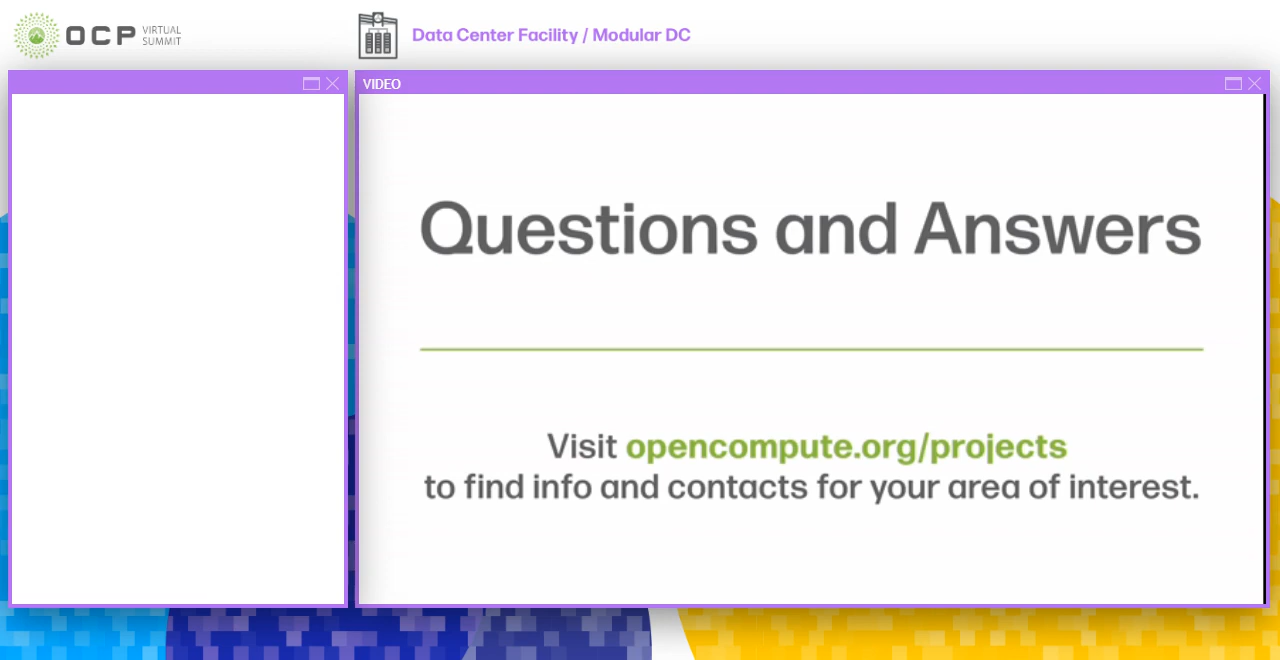 OCP VIRTUAL SUMMIT
Data Center Facility / Modular DC
VIDEO
Questions and Answers
Visit opencompute.org/projects
to find info and contacts for your area of interest.